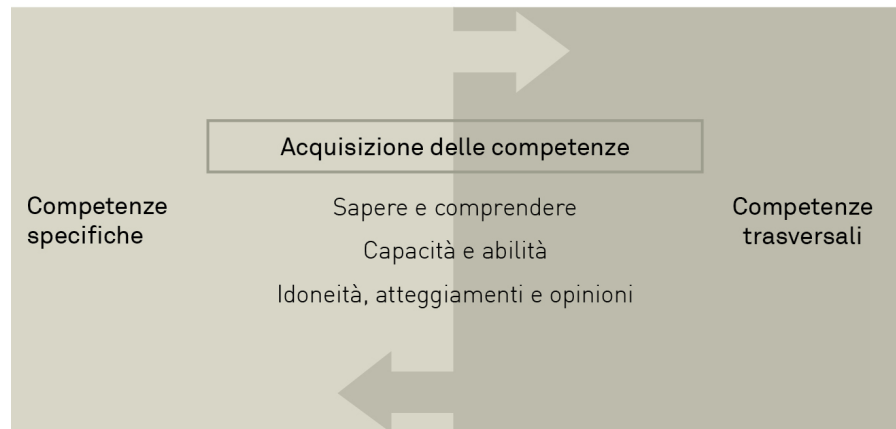 Acquisizione delle competenze
Competenze
specifiche
Sapere e comprendere
Capacità e abilità
Idoneità, atteggiamenti e opinioni
Competenze
trasversali